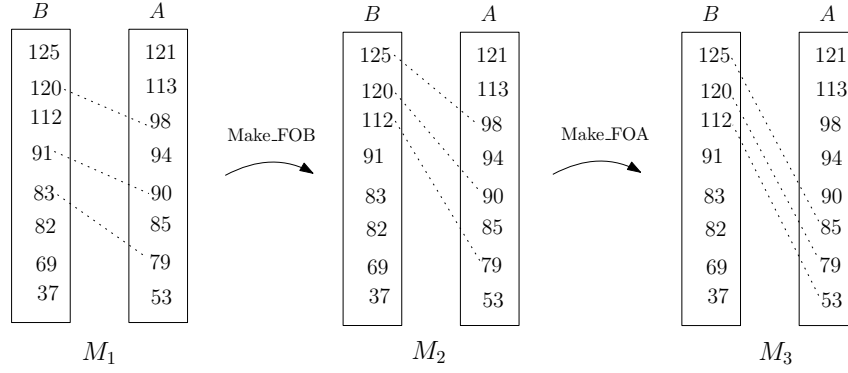 B A B A B A
125 121 125 121 125 121
120 113 120 113 120 113
112 98 112 98 112 98
91 94 91 94 91 94
83 90 83 90 83 90
82 85 82 85 82 85
69 79 69 79 69 79
37 53 37 53 37 53
Make_FOB Make_FOA
M1 M2 M3